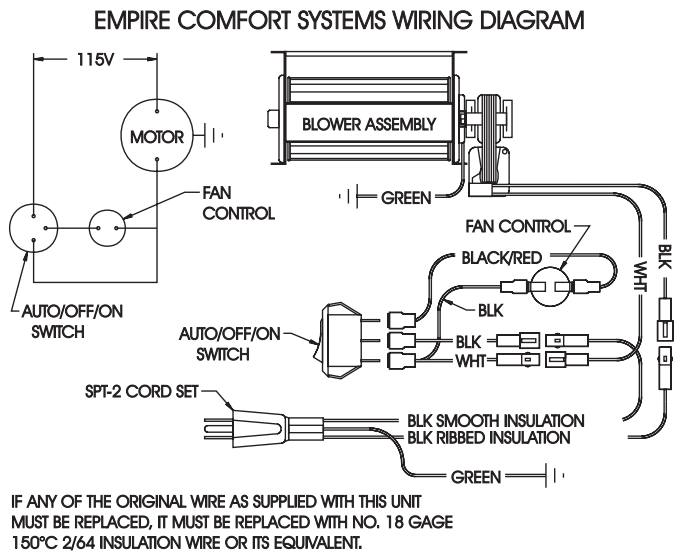 EMPIRE COMFORT SYSTEMS WIRING DIAGRAM
115V
MOTOR
FAN
CONTROL
AUTO/OFF/ON
SWITCH
BLOWER ASSEMBLY
GREEN
FAN CONTROL
BLACK/RED
BLK
WHT
BLK
AUTO/OFF/ON
SWITCH
BLK
WHT
SPT-2 CORD SET
BLK SMOOTH INSULATION
BLK RIBBED INSULATION
GREEN
IF ANY OF THE ORIGINAL WIRE AS SUPPLIED WITH THIS UNIT
MUST BE REPLACED, IT MUST BE REPLACED WITH NO. 18 GAGE
150°C 2/64 INSULATION WIRE OR ITS EQUIVALENT.